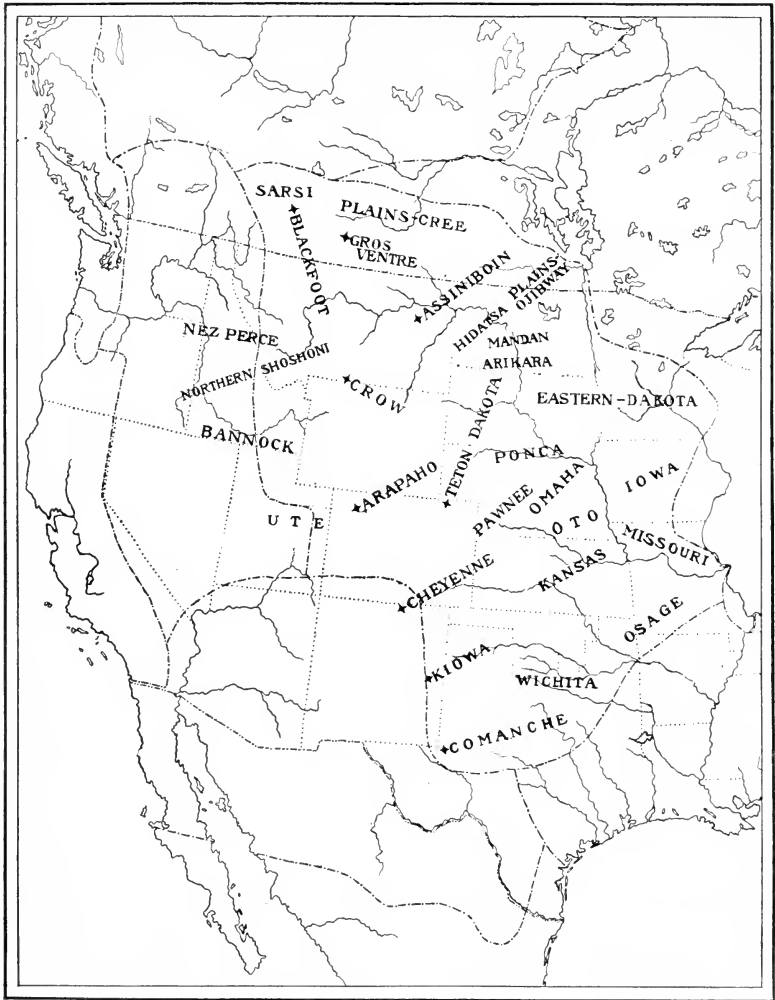 SARSI
PLAINS-CREE
BLACKFOOT
GROS
VENTRE
ASSINIBOIN
PLAINS-
OJIBWAY
HIDATSA
NEZ PERCE
MANDAN
NORTHERN SHOSHONI
ARIKARA
CROW
EASTERN-DAKOTA
TETON DAKOTA
BANNOCK
PONCA
ARAPAHO
OMAHA
IOWA
PAWNEE
UTE
OTO
MISSOURI
CHEYENNE
KANSAS
OSAGE
KIOWA
WICHITA
COMANCHE